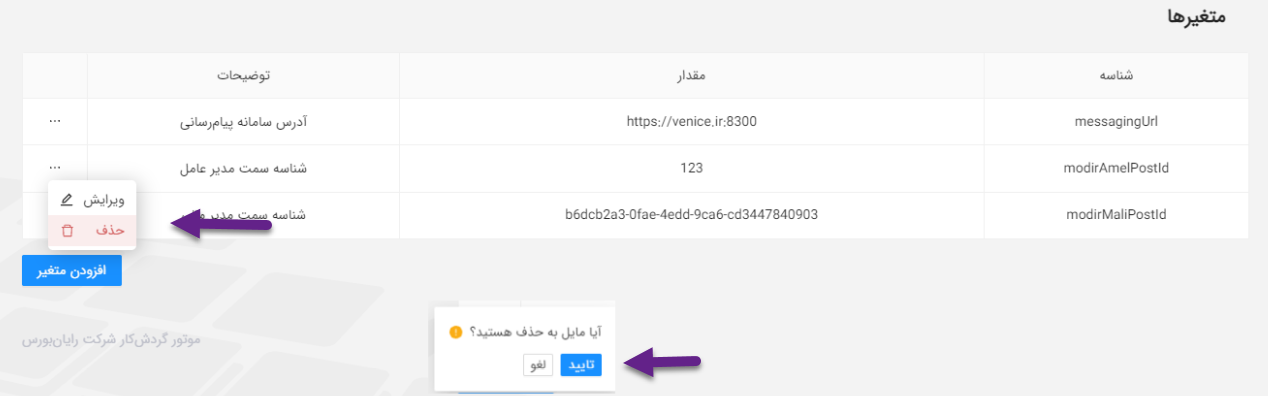 متغیرها
شناسه مقدار توضیحات
messagingUrl https://venice.ir:8300 آدرس سامانه پیام‌رسانی ...
modirAmelPostId 123 شناسه سمت مدیر عامل ...
ویرایش
modirMaliPostId b6dcb2a3-0fae-4edd-9ca6-cd3447840903 شناسه سمت مدیر
حذف
افزودن متغیر
آیا مایل به حذف هستید؟
موتور گردش‌کار شرکت رایان‌بورس
تایید لغو